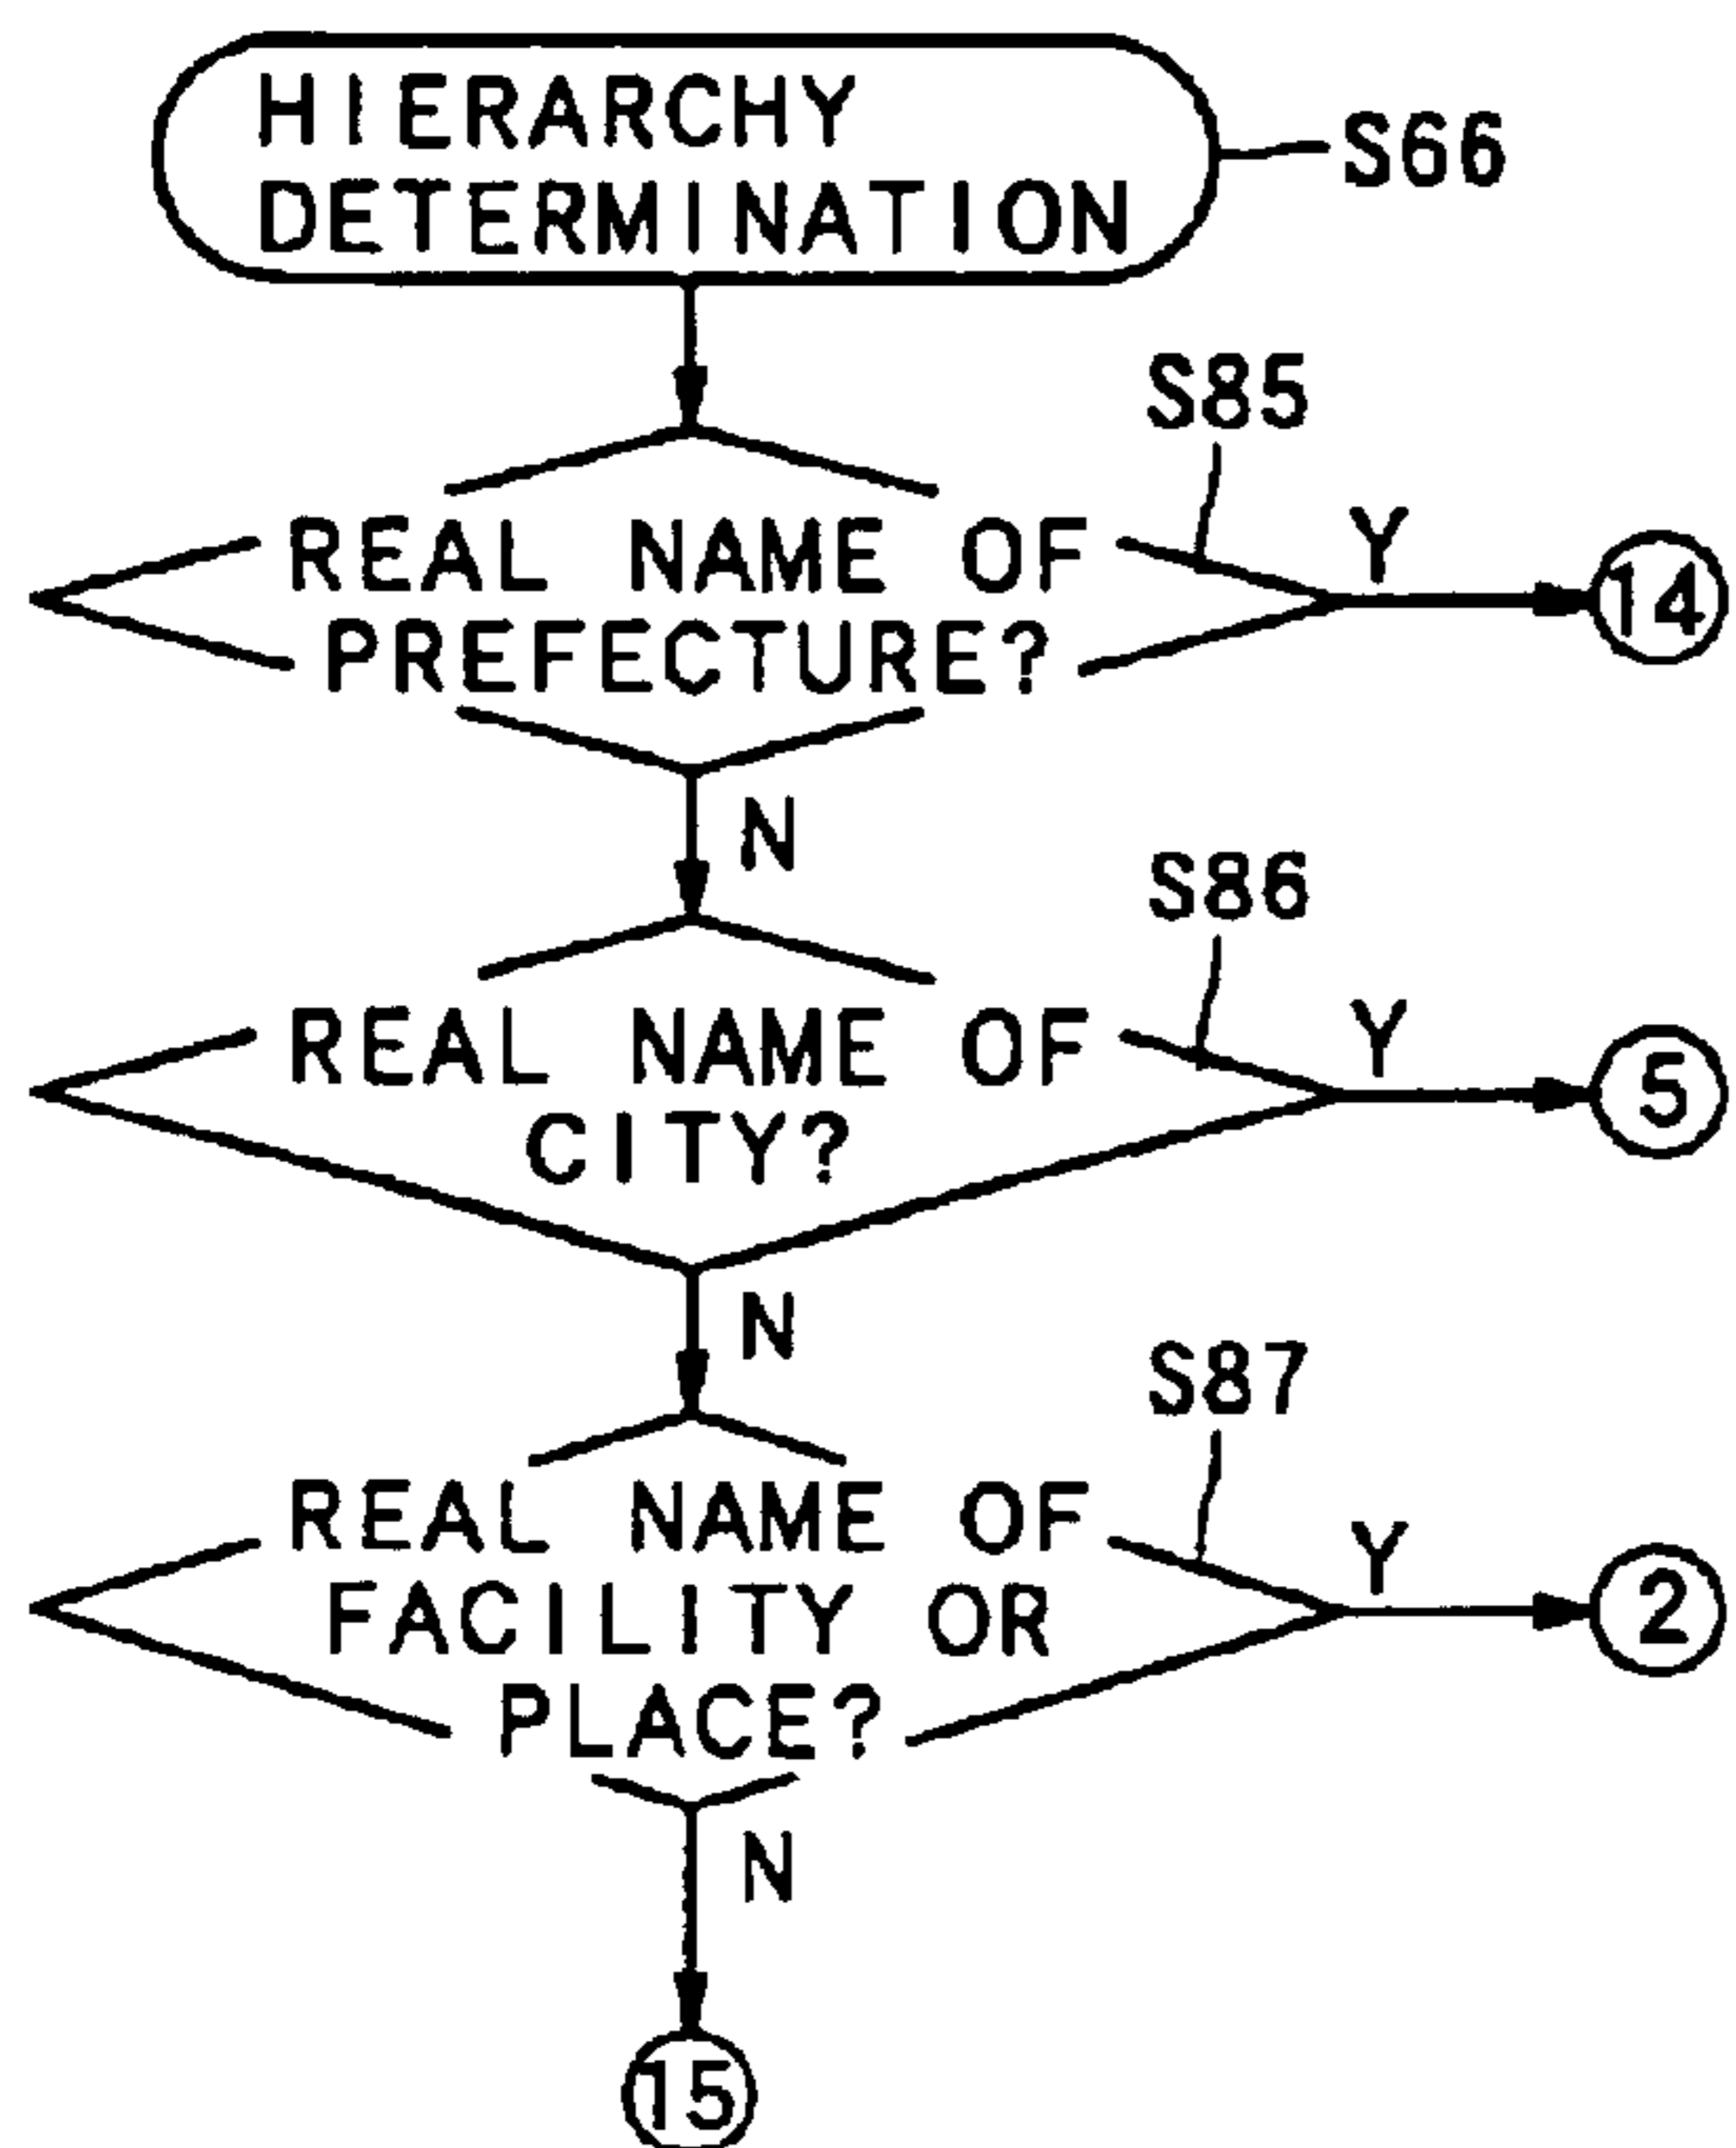 HIERARCHY
DETERMINATION
S66
S85
REAL NAME OF
PREFECTURE?
Y
14
N
S86
REAL NAME OF
CITY?
Y
5
N
S87
REAL NAME OF
FACILITY OR
PLACE?
Y
2
N
15